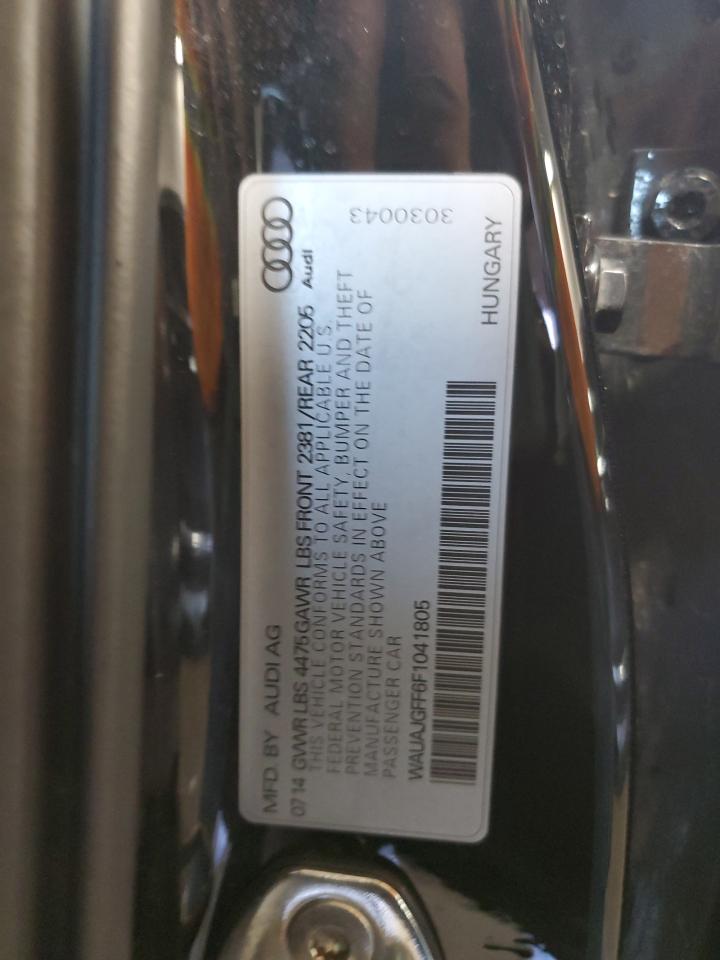 MFD. BY AUDI AG
Audi
0714 GVWR LBS 4475 GAWR LBS FRONT 2381/REAR 2205
THIS VEHICLE CONFORMS TO ALL APPLICABLE U.S.
FEDERAL MOTOR VEHICLE SAFETY, BUMPER AND THEFT
PREVENTION STANDARDS IN EFFECT ON THE DATE OF
MANUFACTURE SHOWN ABOVE
PASSENGER CAR
WAUAJGFF6F1041805
HUNGARY
3030043